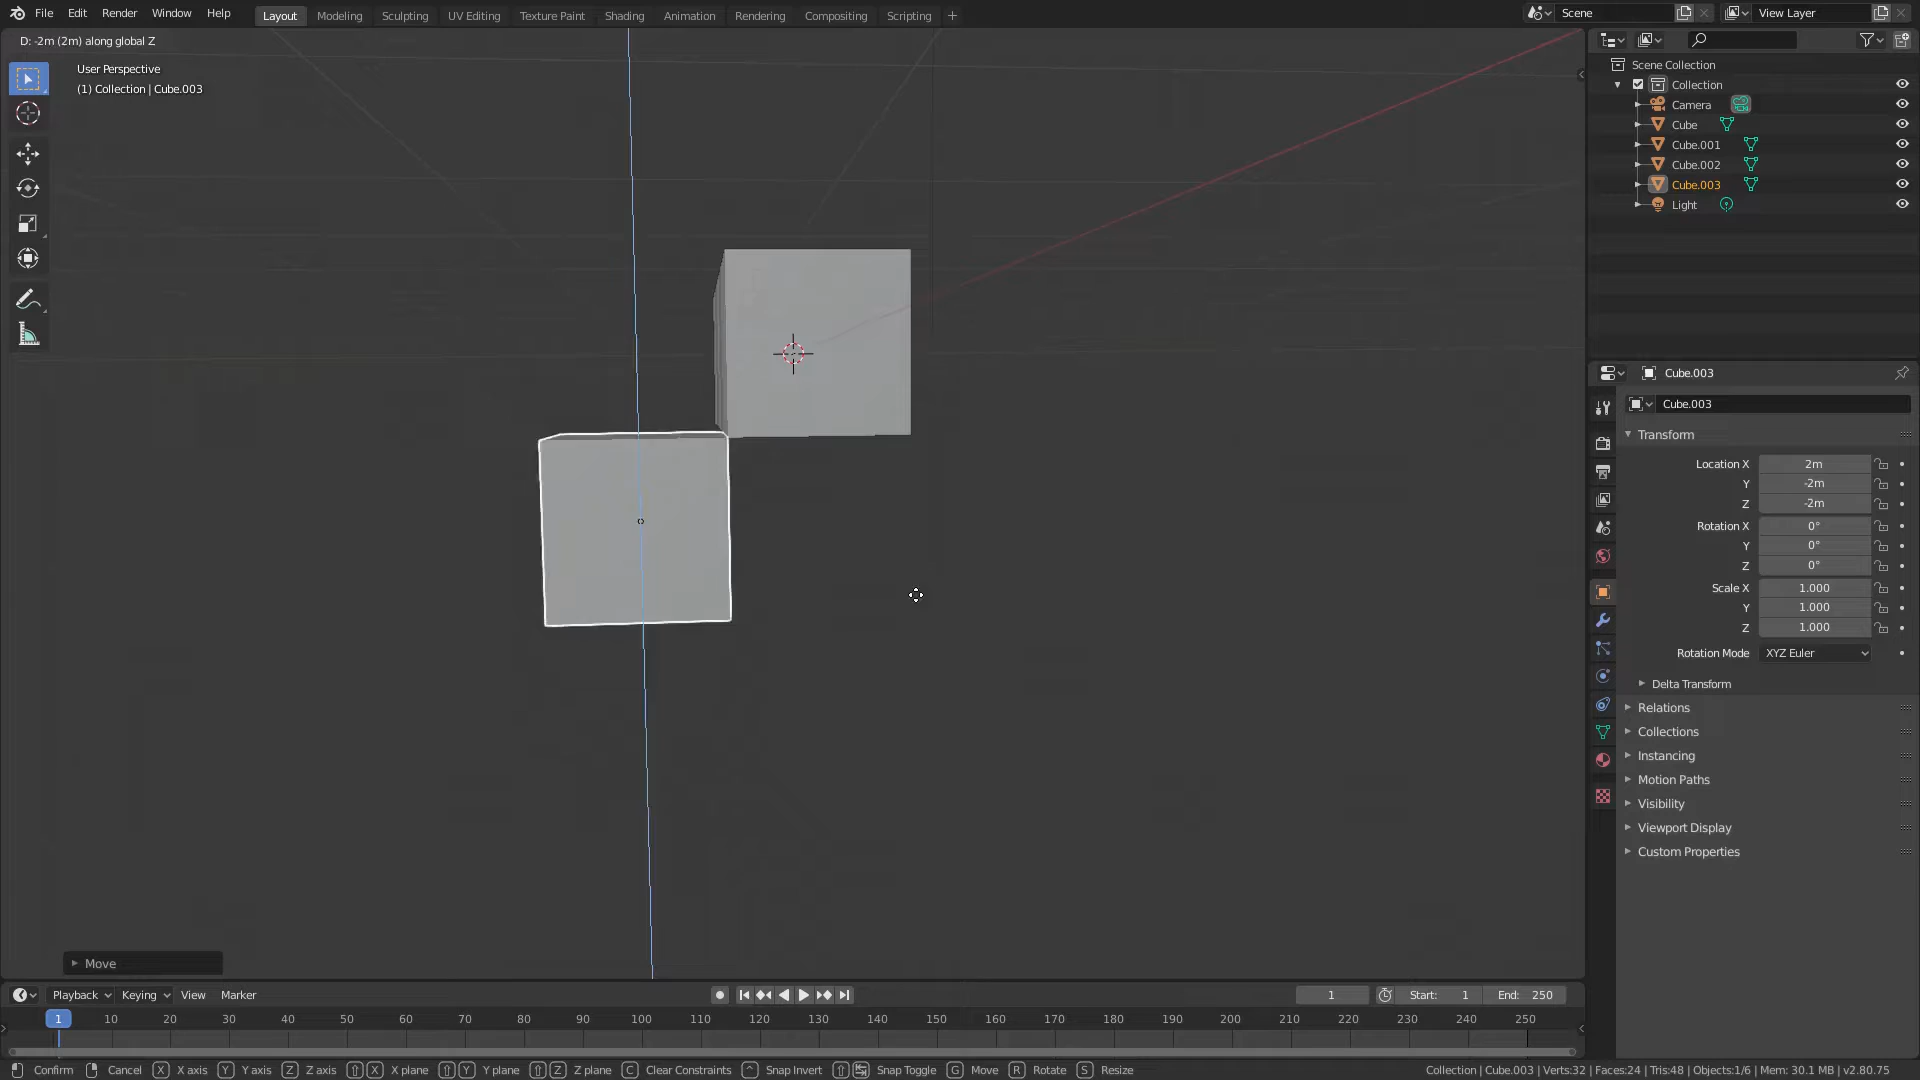 File Edit Render Window Help Layout Modeling Sculpting UV Editing Texture Paint Shading Animation Rendering Compositing Scripting + Scene View Layer
D: -2m (2m) along global Z
User Perspective
(1) Collection | Cube.003
Scene Collection
Collection
Camera
Cube
Cube.001
Cube.002
Cube.003
Light
Cube.003
Cube.003
Transform
Location X 2m
Y -2m
Z -2m
Rotation X 0°
Y 0°
Z 0°
Scale X 1.000
Y 1.000
Z 1.000
Rotation Mode XYZ Euler
Delta Transform
Relations
Collections
Instancing
Motion Paths
Visibility
Viewport Display
Custom Properties
Move
Playback Keying View Marker 1 Start: 1 End: 250
1 10 20 30 40 50 60 70 80 90 100 110 120 130 140 150 160 170 180 190 200 210 220 230 240 250
Confirm Cancel X X axis Y Y axis Z Z axis X X plane Y Y plane Z Z plane C Clear Constraints ^ Snap Invert Snap Toggle G Move R Rotate S Resize Collection | Cube.003 | Verts:32 | Faces:24 | Tris:48 | Objects:1/6 | Mem: 30.1 MB | v2.80.75